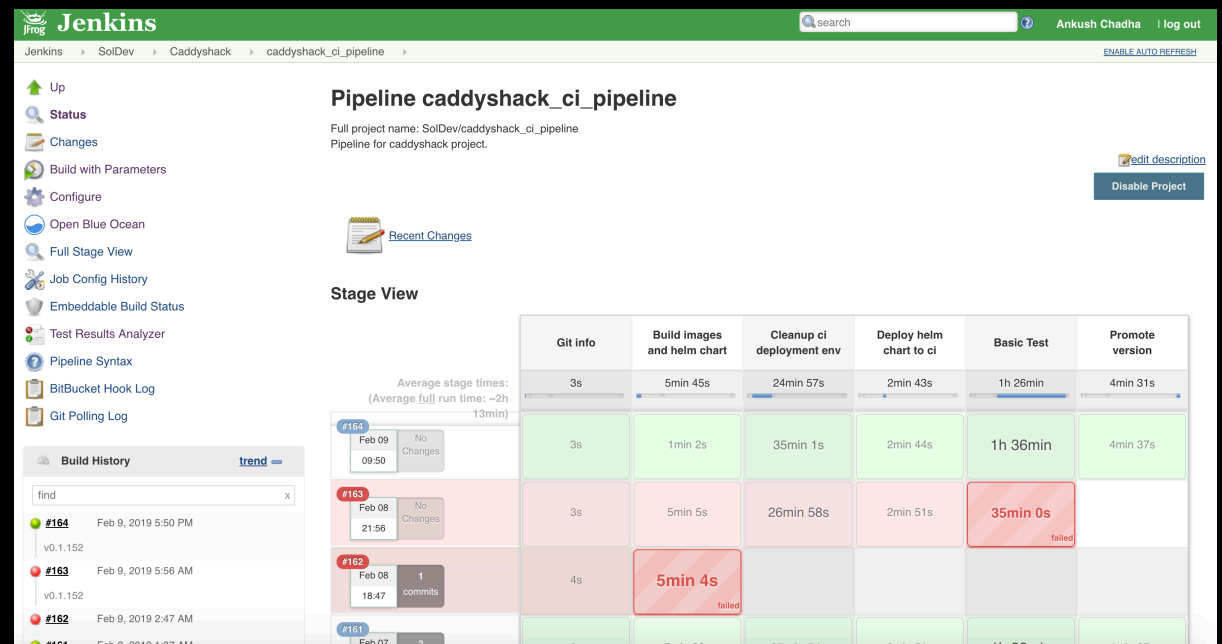 JFrog Jenkins
search
Ankush Chadha | log out
Jenkins SolDev Caddyshack caddyshack_ci_pipeline
ENABLE AUTO REFRESH
Up
Status
Changes
Build with Parameters
Configure
Open Blue Ocean
Full Stage View
Job Config History
Embeddable Build Status
Test Results Analyzer
Pipeline Syntax
BitBucket Hook Log
Git Polling Log
Build History trend
find x
#164 Feb 9, 2019 5:50 PM
v0.1.152
#163 Feb 9, 2019 5:56 AM
v0.1.152
#162 Feb 9, 2019 2:47 AM
Pipeline caddyshack_ci_pipeline
Full project name: SolDev/caddyshack_ci_pipeline
Pipeline for caddyshack project.
edit description
Disable Project
Recent Changes
Stage View
Git info
Build images
and helm chart
Cleanup ci
deployment env
Deploy helm
chart to ci
Basic Test
Promote
version
Average stage times:
(Average full run time: ~2h
13min)
3s 5min 45s 24min 57s 2min 43s 1h 26min 4min 31s
#164
Feb 09
09:50
No
Changes
3s 1min 2s 35min 1s 2min 44s 1h 36min 4min 37s
#163
Feb 08
21:56
No
Changes
3s 5min 5s 26min 58s 2min 51s 35min 0s
failed
#162
Feb 08
18:47
1
commits
4s 5min 4s
failed
#161
Feb 07